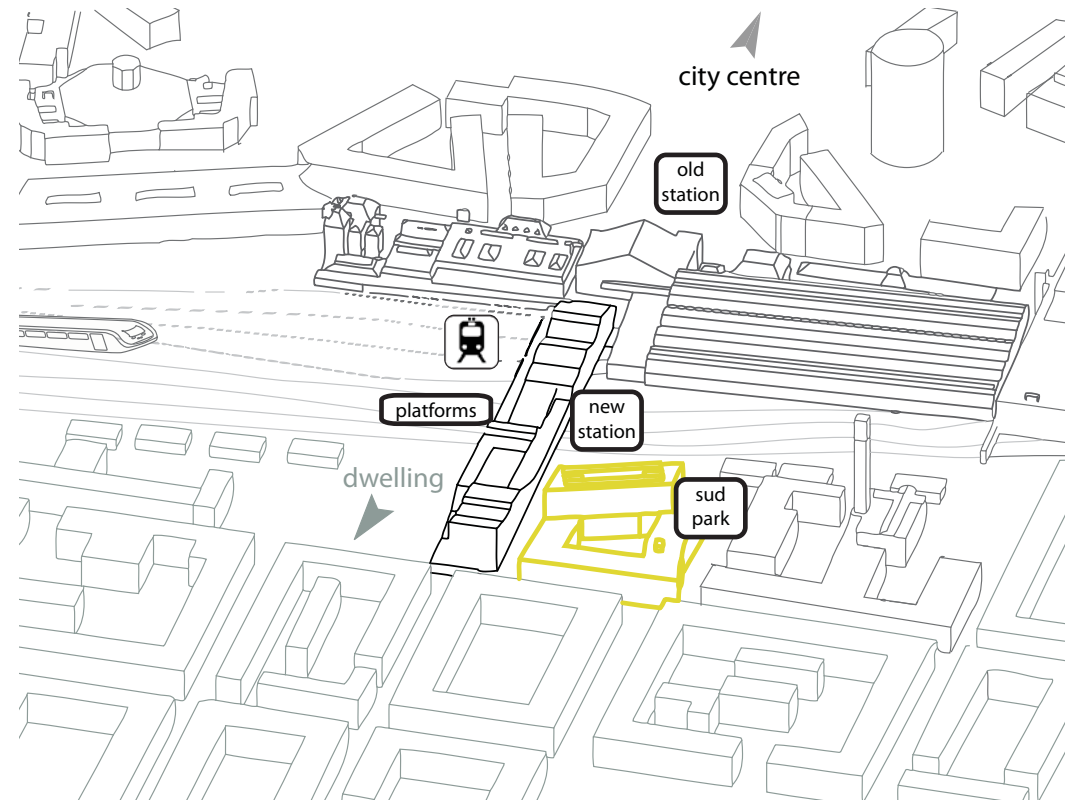 city centre
old
station
platforms
new
station
dwelling
sud
park